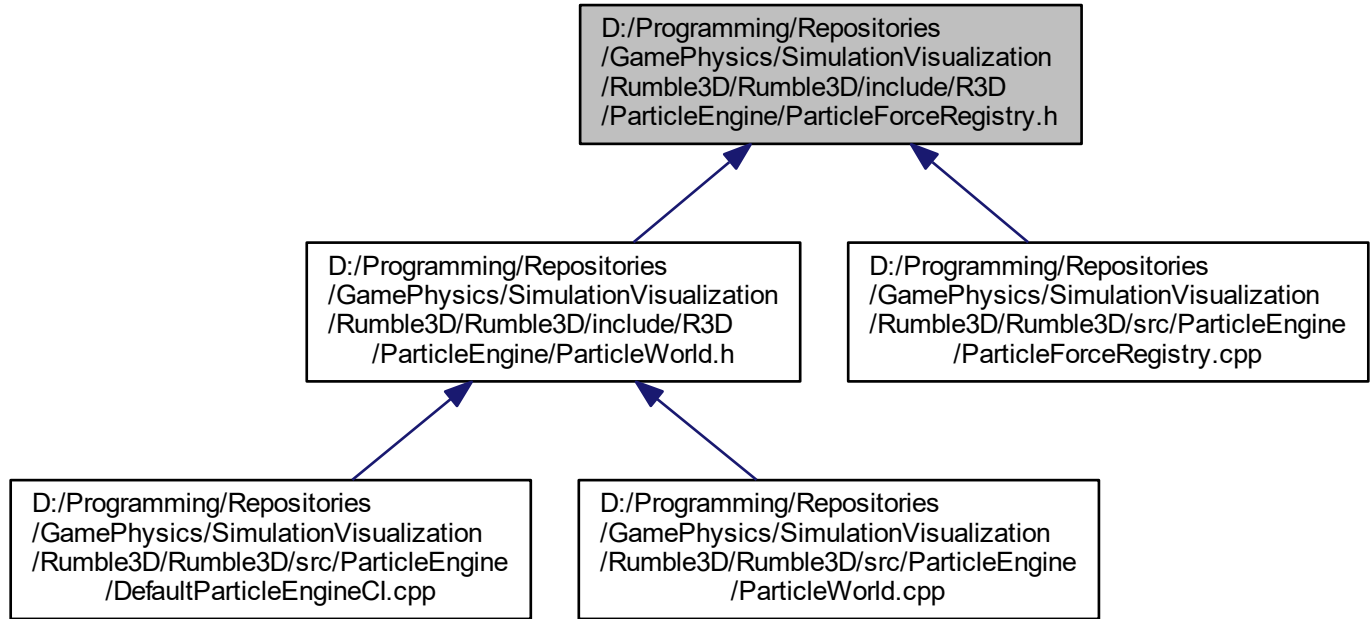 D:/Programming/Repositories
/GamePhysics/SimulationVisualization
/Rumble3D/Rumble3D/include/R3D
/ParticleEngine/ParticleForceRegistry.h
D:/Programming/Repositories
/GamePhysics/SimulationVisualization
/Rumble3D/Rumble3D/include/R3D
/ParticleEngine/ParticleWorld.h
D:/Programming/Repositories
/GamePhysics/SimulationVisualization
/Rumble3D/Rumble3D/src/ParticleEngine
/ParticleForceRegistry.cpp
D:/Programming/Repositories
/GamePhysics/SimulationVisualization
/Rumble3D/Rumble3D/src/ParticleEngine
/DefaultParticleEngineCI.cpp
D:/Programming/Repositories
/GamePhysics/SimulationVisualization
/Rumble3D/Rumble3D/src/ParticleEngine
/ParticleWorld.cpp